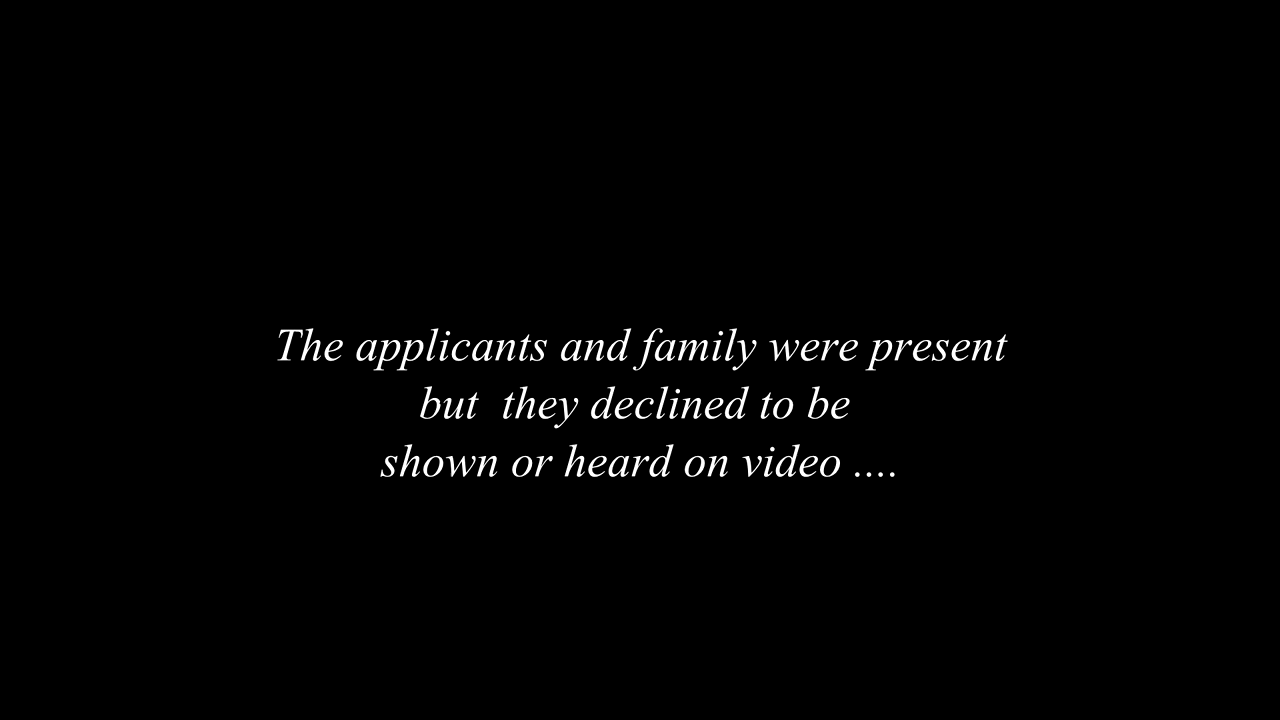 The applicants and family were present
but  they declined to be
shown or heard on video ....